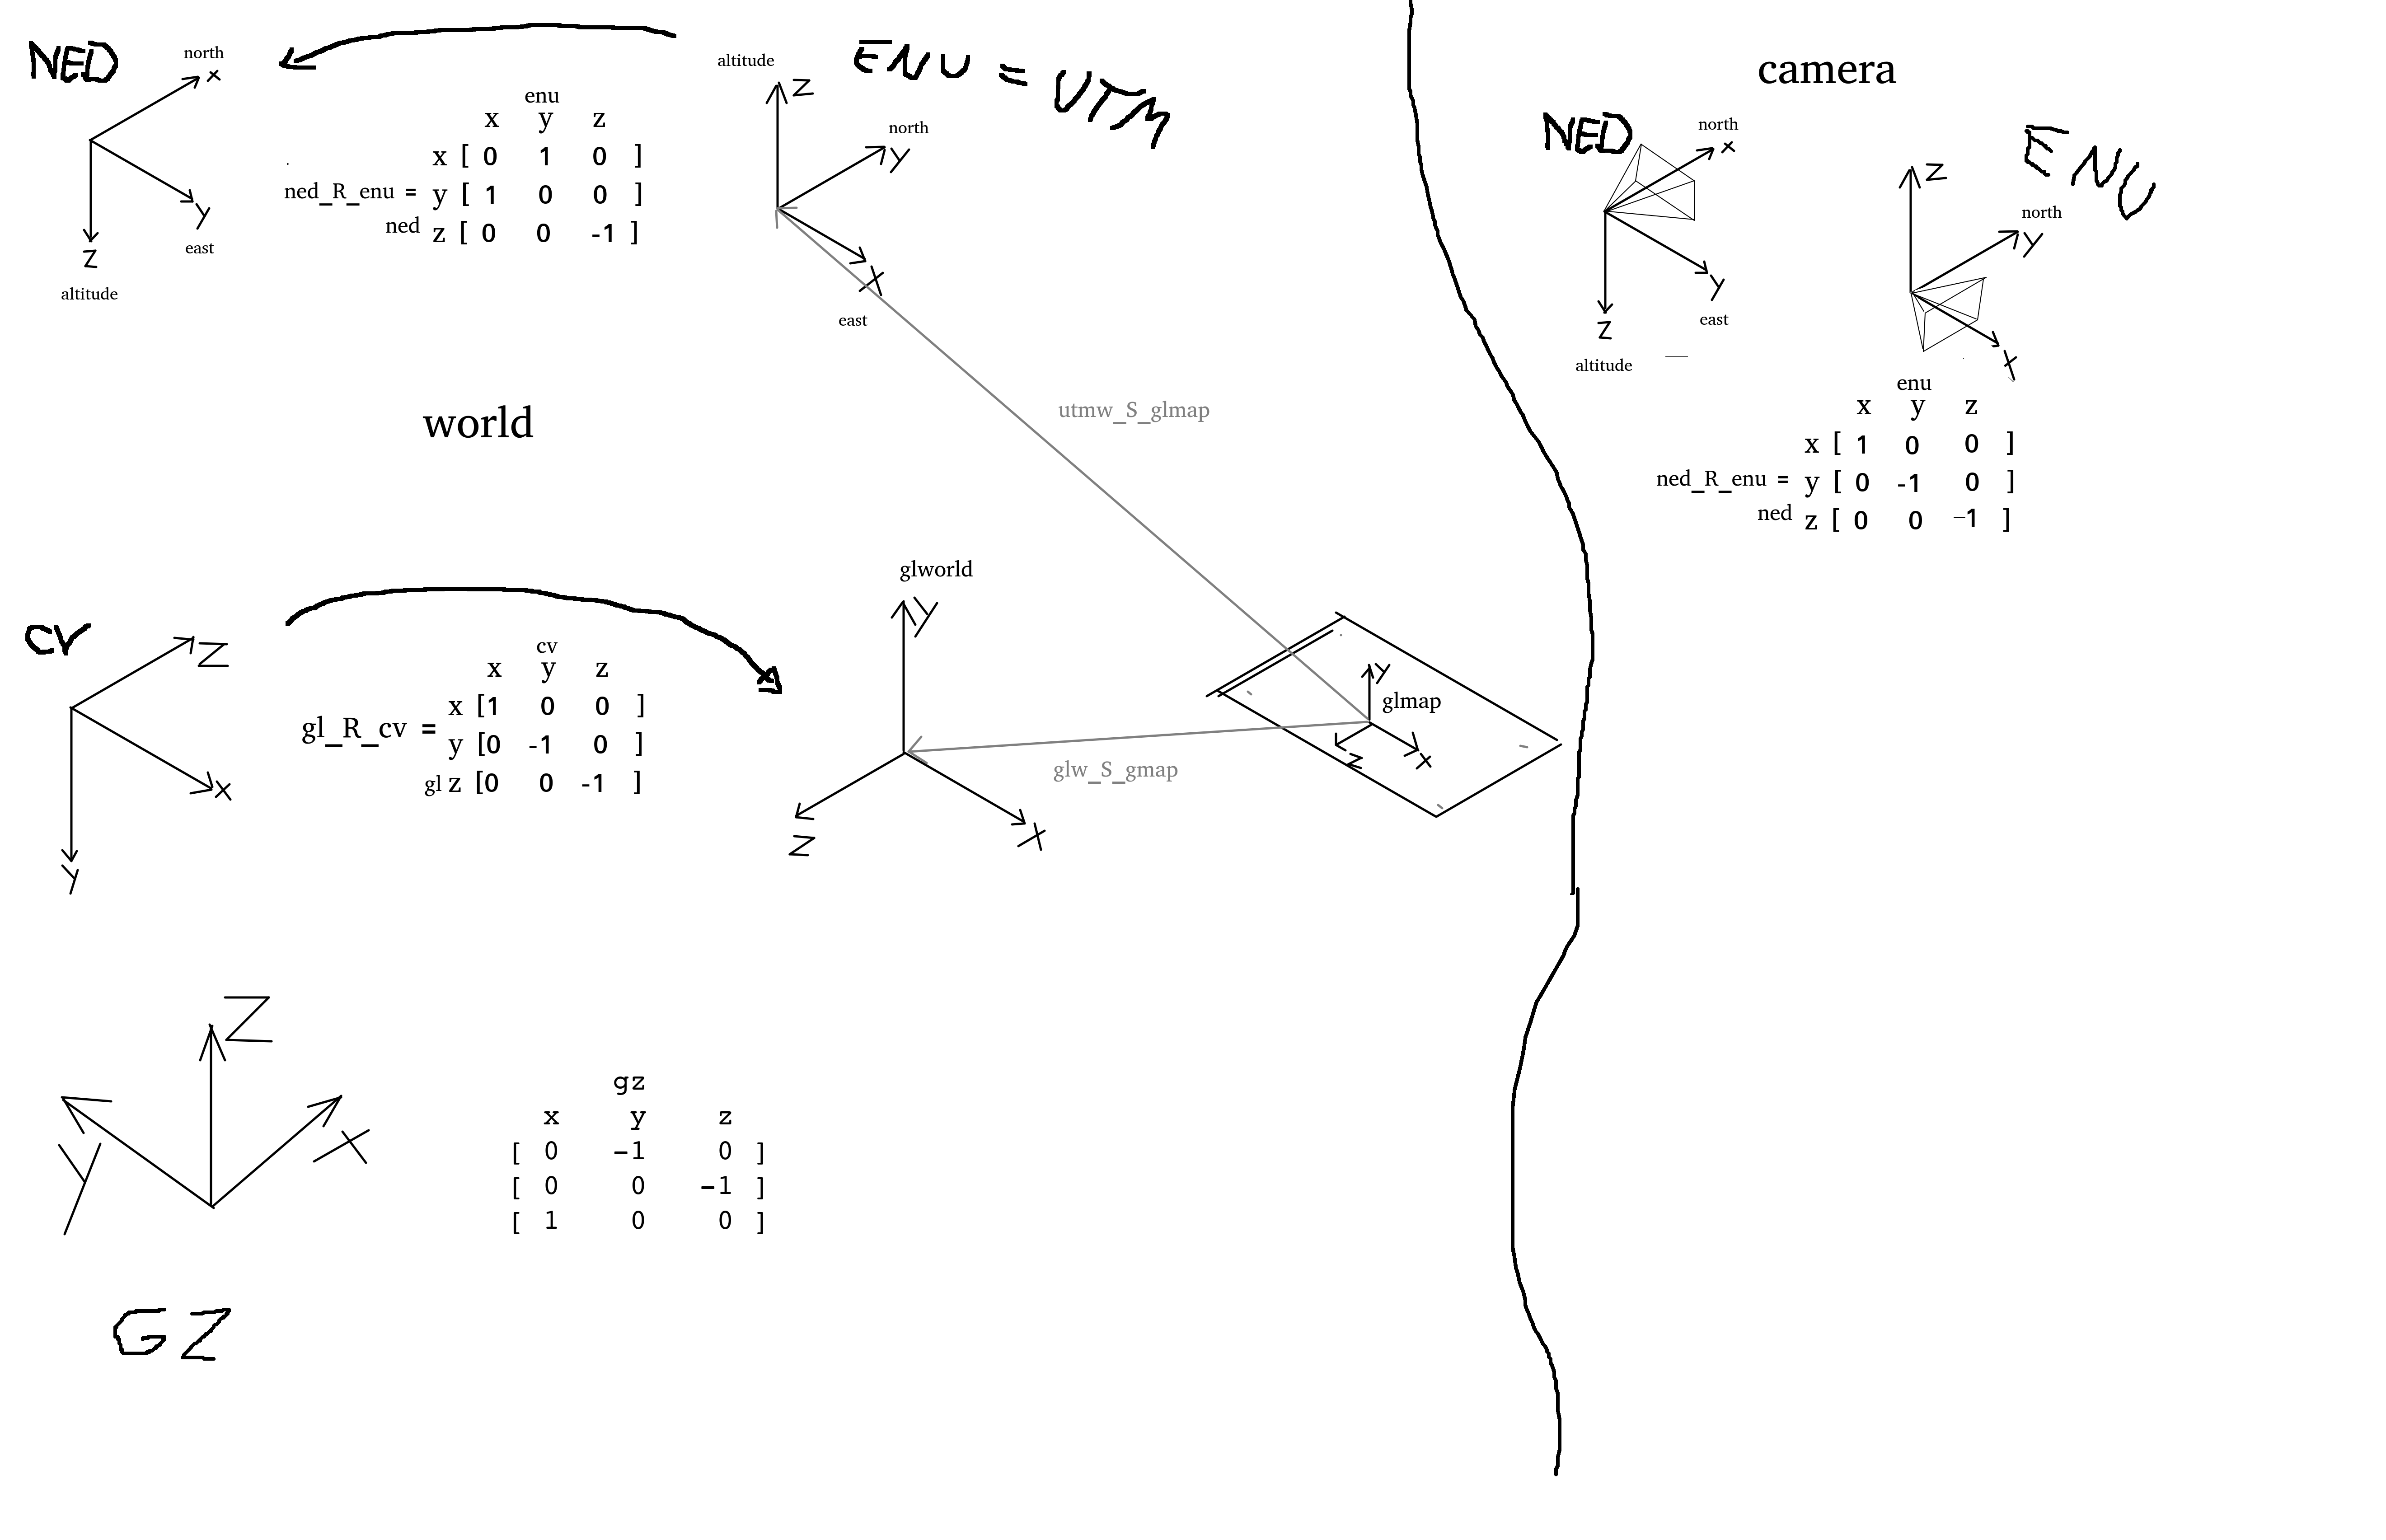 NED
north
x
y
east
z
altitude
enu
x y z
x [ 0 1 0 ]
ned_R_enu = y [ 1 0 0 ]
ned z [ 0 0 -1 ]
altitude
z
north
y
x
east
ENU = UTM
utmw_S_glmap
world
CV
z
x
y
cv
x y z
x [1 0 0 ]
gl_R_cv = y [0 -1 0 ]
gl z [0 0 -1 ]
glworld
y
x
z
glw_S_gmap
y
glmap
x
z
z
y
x
GZ
gz
x y z
[ 0 -1 0 ]
[ 0 0 -1 ]
[ 1 0 0 ]
camera
NED
north
x
y
east
z
altitude
ENU
z
north
y
x
enu
x y z
x [ 1 0 0 ]
ned_R_enu = y [ 0 -1 0 ]
ned z [ 0 0 -1 ]